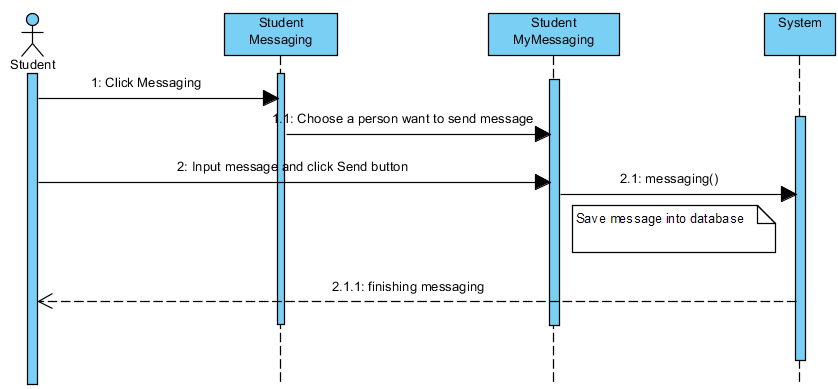 Student
Messaging
Student
MyMessaging
System
Student
1: Click Messaging
1.1: Choose a person want to send message
2: Input message and click Send button
2.1: messaging()
Save message into database
2.1.1: finishing messaging